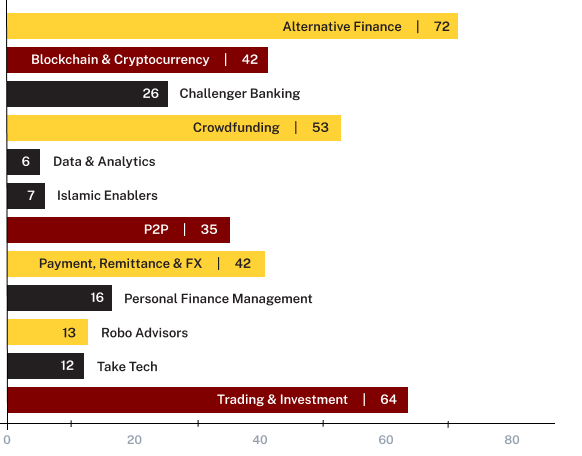 Alternative Finance | 72
Blockchain & Cryptocurrency | 42
26 Challenger Banking
Crowdfunding | 53
6 Data & Analytics
7 Islamic Enablers
P2P | 35
Payment, Remittance & FX | 42
16 Personal Finance Management
13 Robo Advisors
12 Take Tech
Trading & Investment | 64
0 20 40 60 80